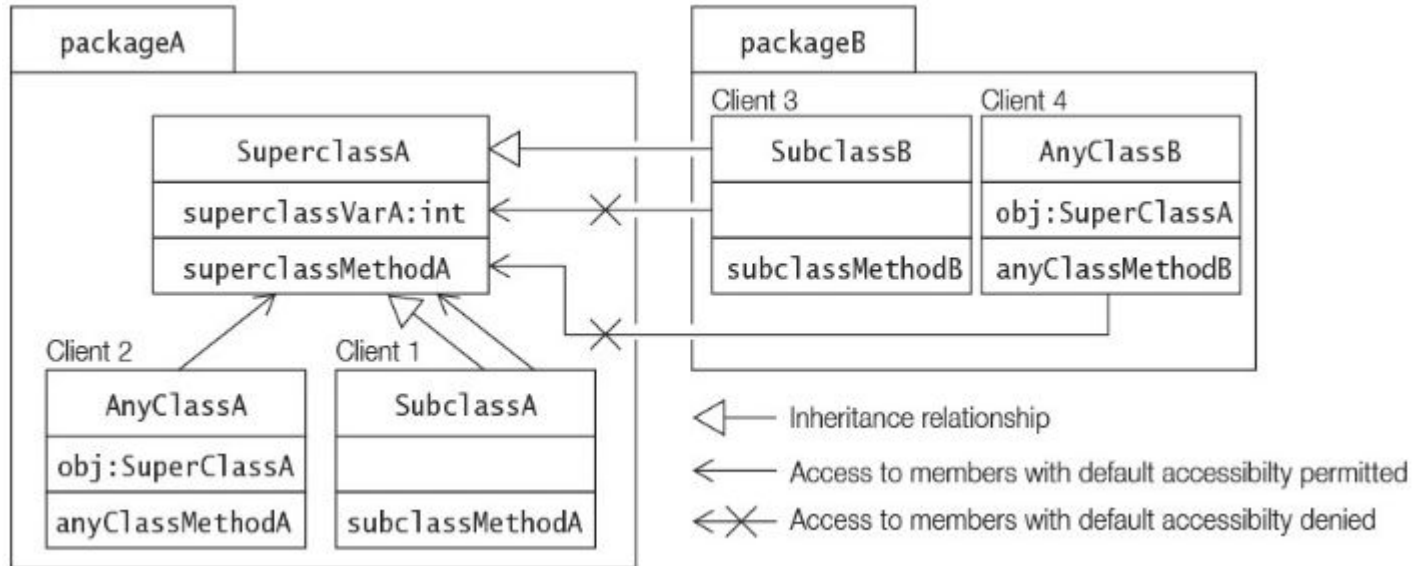 packageA
SuperclassA
superclassVarA:int
superclassMethodA
Client 2
AnyClassA
obj:SuperClassA
anyClassMethodA
Client 1
SubclassA
subclassMethodA
packageB
Client 3
SubclassB
subclassMethodB
Client 4
AnyClassB
obj:SuperClassA
anyClassMethodB
Inheritance relationship
Access to members with default accessibilty permitted
Access to members with default accessibilty denied